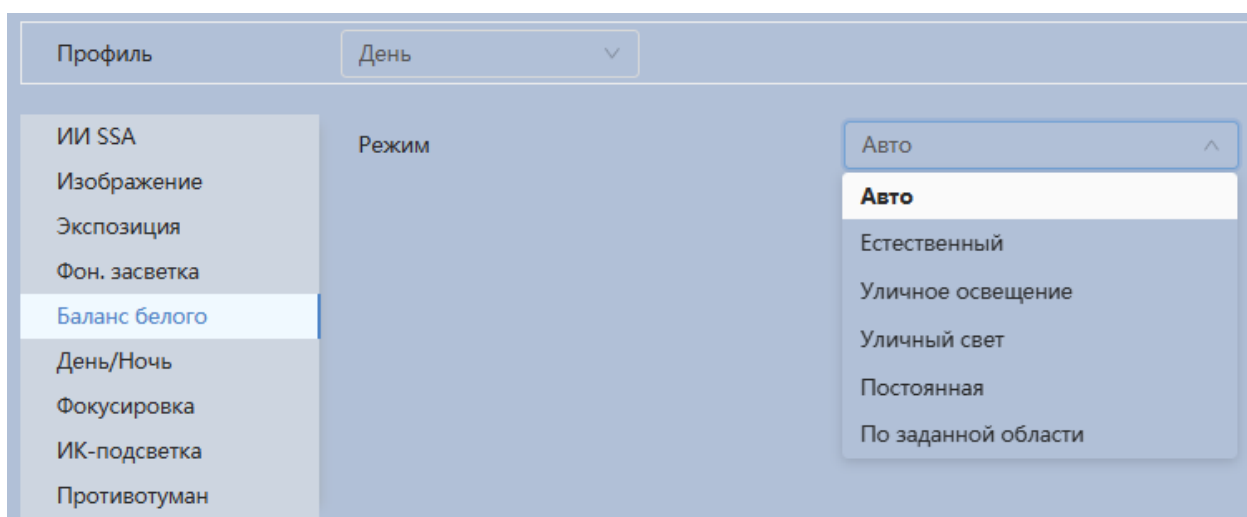 Профиль День
ИИ SSA
Режим Авто
Изображение
Авто
Экспозиция
Естественный
Фон. засветка
Уличное освещение
Баланс белого
Уличный свет
День/Ночь
Постоянная
Фокусировка
По заданной области
ИК-подсветка
Противотуман